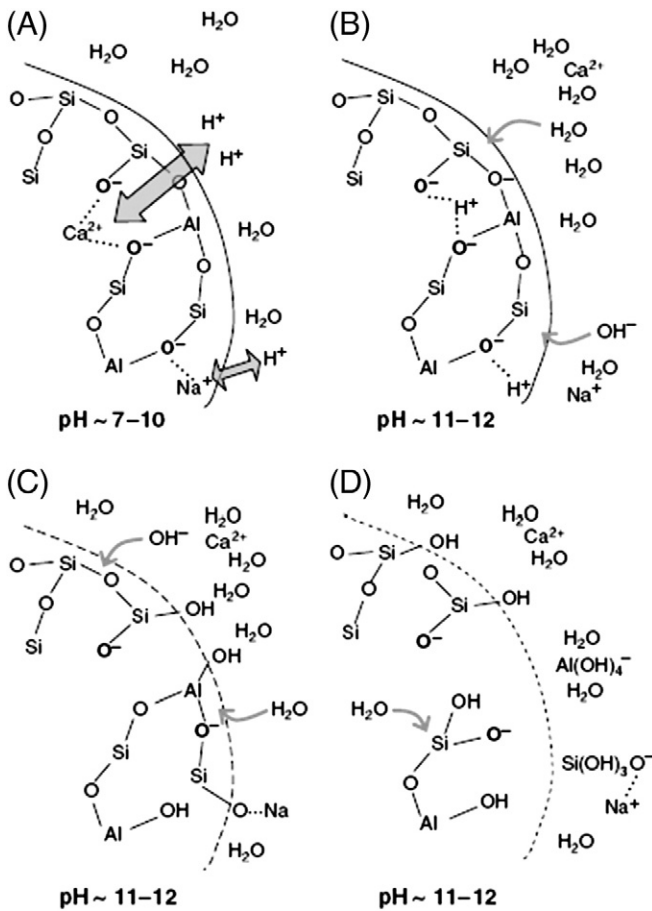 (A)
H₂O
H₂O
H₂O
O Si O
H⁺
H⁺
O Si
Si O⁻ O
Ca²⁺ O⁻ Al H₂O
O
Si Si
O O⁻ O H₂O
Al Na⁺ H⁺
pH ~ 7–10
(B)
H₂O
H₂O Ca²⁺
H₂O
O Si O H₂O
O Si H₂O
Si O⁻ O–
H⁺ Al H₂O
O⁻
O
Si Si
O O⁻ O OH⁻
Al H₂O
H⁺ Na⁺
pH ~ 11–12
(C)
H₂O
H₂O
OH⁻ Ca²⁺
O Si O H₂O
O Si OH H₂O
Si O⁻ H₂O
OH
O Al H₂O
Si O⁻
O Si
Al OH O Na
H₂O
pH ~ 11–12
(D)
H₂O
H₂O
OH Ca²⁺
O Si O H₂O
O Si OH
Si O⁻
H₂O
Al(OH)₄⁻
H₂O OH H₂O
Si O⁻
Si(OH)₃O⁻
O
Al OH Na⁺
H₂O
pH ~ 11–12